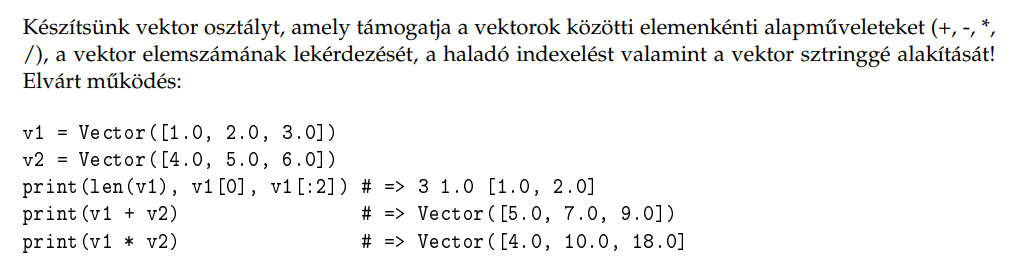 Készítsünk vektor osztályt, amely támogatja a vektorok közötti elemenkénti alapműveleteket (+, -, *,
/), a vektor elemszámának lekérdezését, a haladó indexelést valamint a vektor sztringgé alakítását!
Elvárt működés:
v1 = Vector([1.0, 2.0, 3.0])
v2 = Vector([4.0, 5.0, 6.0])
print(len(v1), v1[0], v1[:2]) # => 3 1.0 [1.0, 2.0]
print(v1 + v2) # => Vector([5.0, 7.0, 9.0])
print(v1 * v2) # => Vector([4.0, 10.0, 18.0]